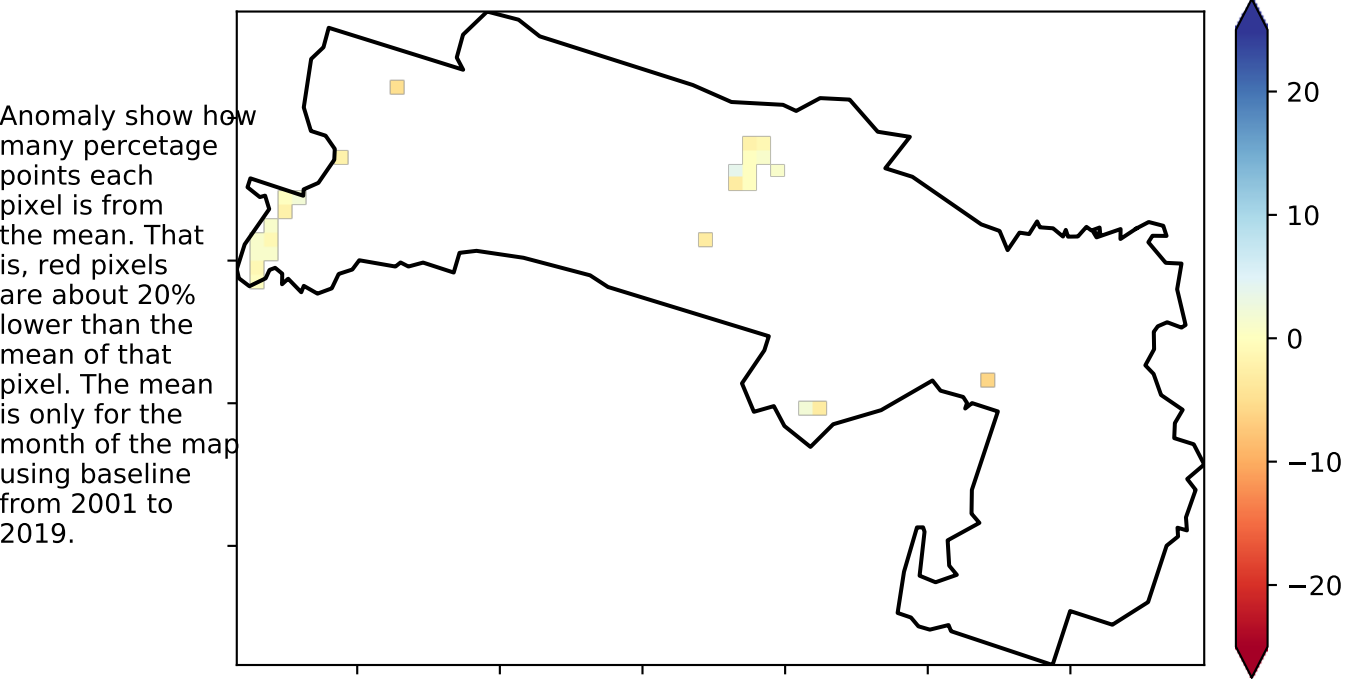 Anomaly show how
many percetage
points each
pixel is from
the mean. That
is, red pixels
are about 20%
lower than the
mean of that
pixel. The mean
is only for the
month of the map
using baseline
from 2001 to
2019.
20
10
0
−10
−20